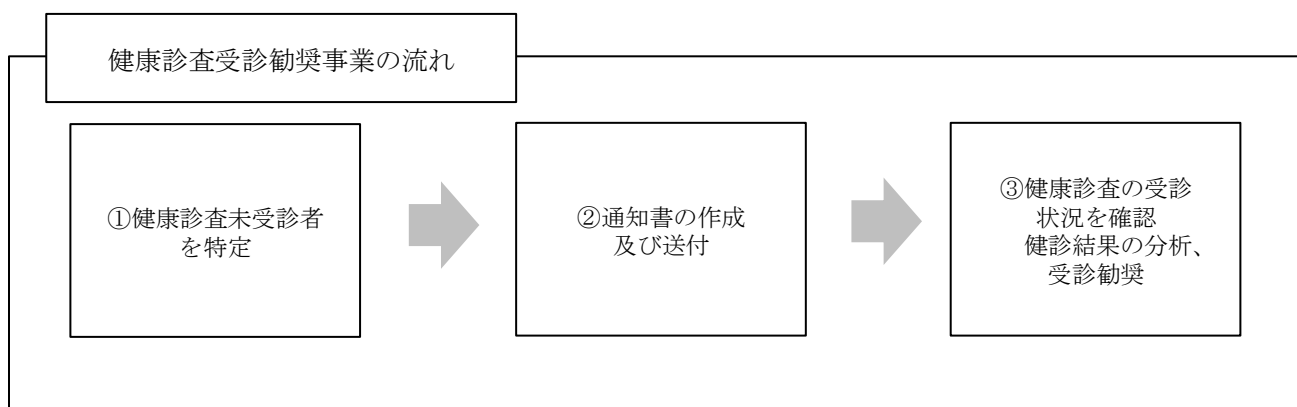 健康診査受診勧奨事業の流れ
①健康診査未受診者
を特定
②通知書の作成
及び送付
③健康診査の受診
状況を確認
健診結果の分析、
受診勧奨